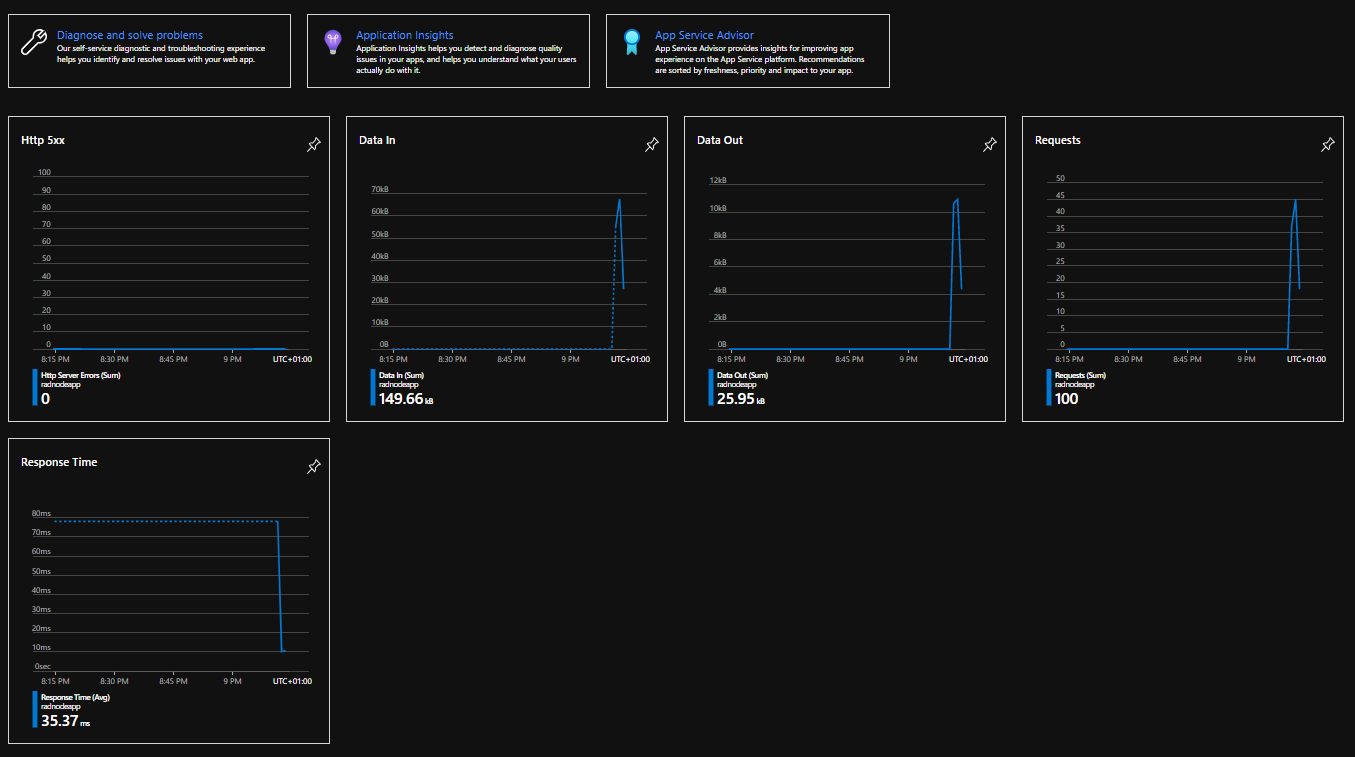 Diagnose and solve problems
Our self-service diagnostic and troubleshooting experience
helps you identify and resolve issues with your web app.
Application Insights
Application Insights helps you detect and diagnose quality
issues in your apps, and helps you understand what your users
actually do with it.
App Service Advisor
App Service Advisor provides insights for improving app
experience on the App Service platform. Recommendations
are sorted by freshness, priority and impact to your app.
Http 5xx
100
90
80
70
60
50
40
30
20
10
0
8:15 PM 8:30 PM 8:45 PM 9 PM UTC+01:00
Http Server Errors (Sum)
radnodeapp
0
Data In
70kB
60kB
50kB
40kB
30kB
20kB
10kB
0B
8:15 PM 8:30 PM 8:45 PM 9 PM UTC+01:00
Data In (Sum)
radnodeapp
149.66 kB
Data Out
12kB
10kB
8kB
6kB
4kB
2kB
0B
8:15 PM 8:30 PM 8:45 PM 9 PM UTC+01:00
Data Out (Sum)
radnodeapp
25.95 kB
Requests
50
45
40
35
30
25
20
15
10
5
0
8:15 PM 8:30 PM 8:45 PM 9 PM UTC+01:00
Requests (Sum)
radnodeapp
100
Response Time
80ms
70ms
60ms
50ms
40ms
30ms
20ms
10ms
0sec
8:15 PM 8:30 PM 8:45 PM 9 PM UTC+01:00
Response Time (Avg)
radnodeapp
35.37 ms